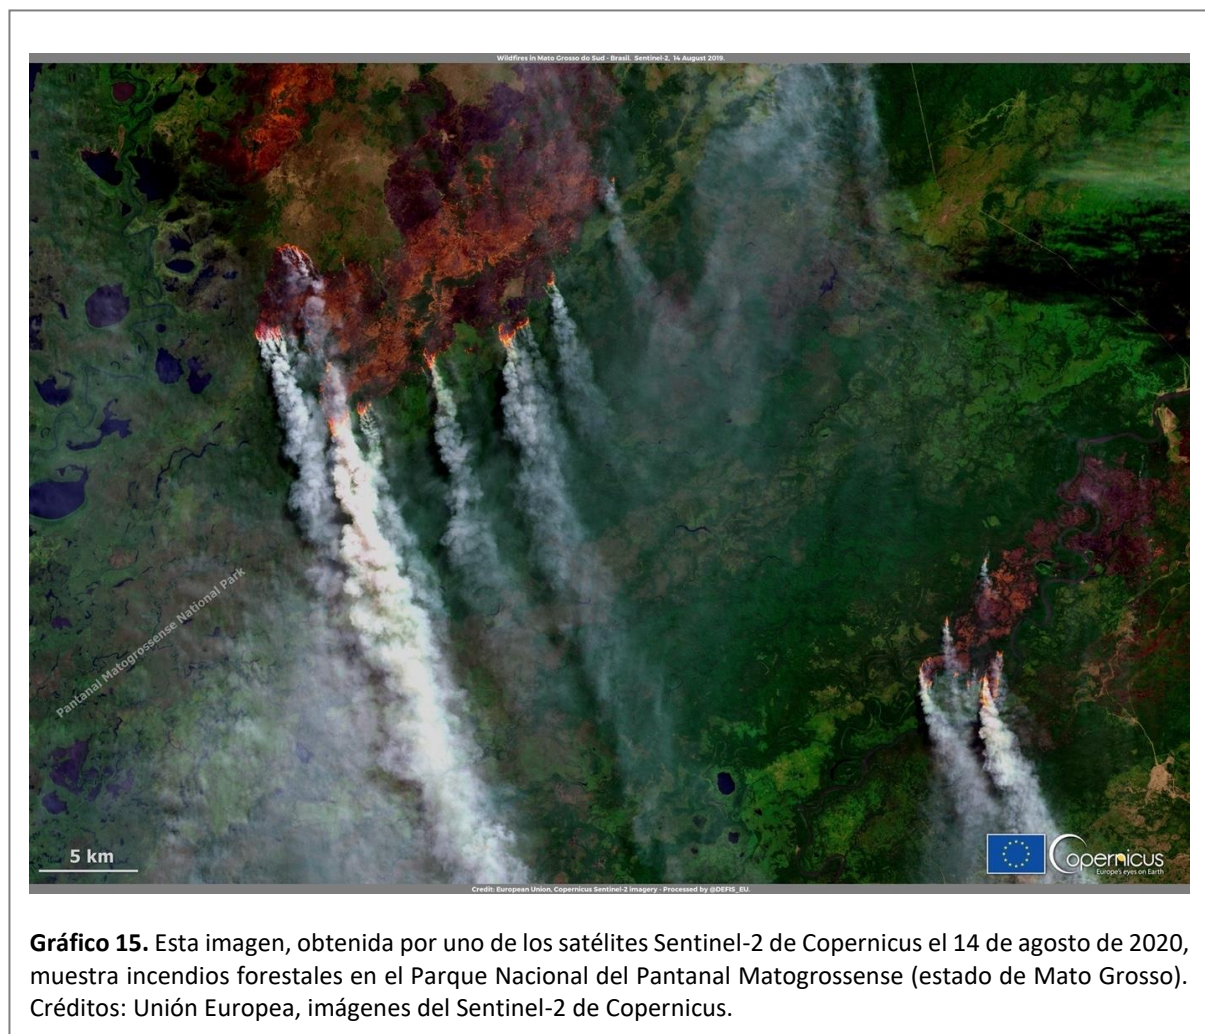 Wildfires in Mato Grosso do Sul - Brasil. Sentinel-2, 14 August 2019.
Pantanal Matogrossense National Park
5 km
Copernicus
Europe's eyes on Earth
Credit: European Union, Copernicus Sentinel-2 imagery - Processed by @DEFIS_EU.
Gráfico 15. Esta imagen, obtenida por uno de los satélites Sentinel-2 de Copernicus el 14 de agosto de 2020,
muestra incendios forestales en el Parque Nacional del Pantanal Matogrossense (estado de Mato Grosso).
Créditos: Unión Europea, imágenes del Sentinel-2 de Copernicus.